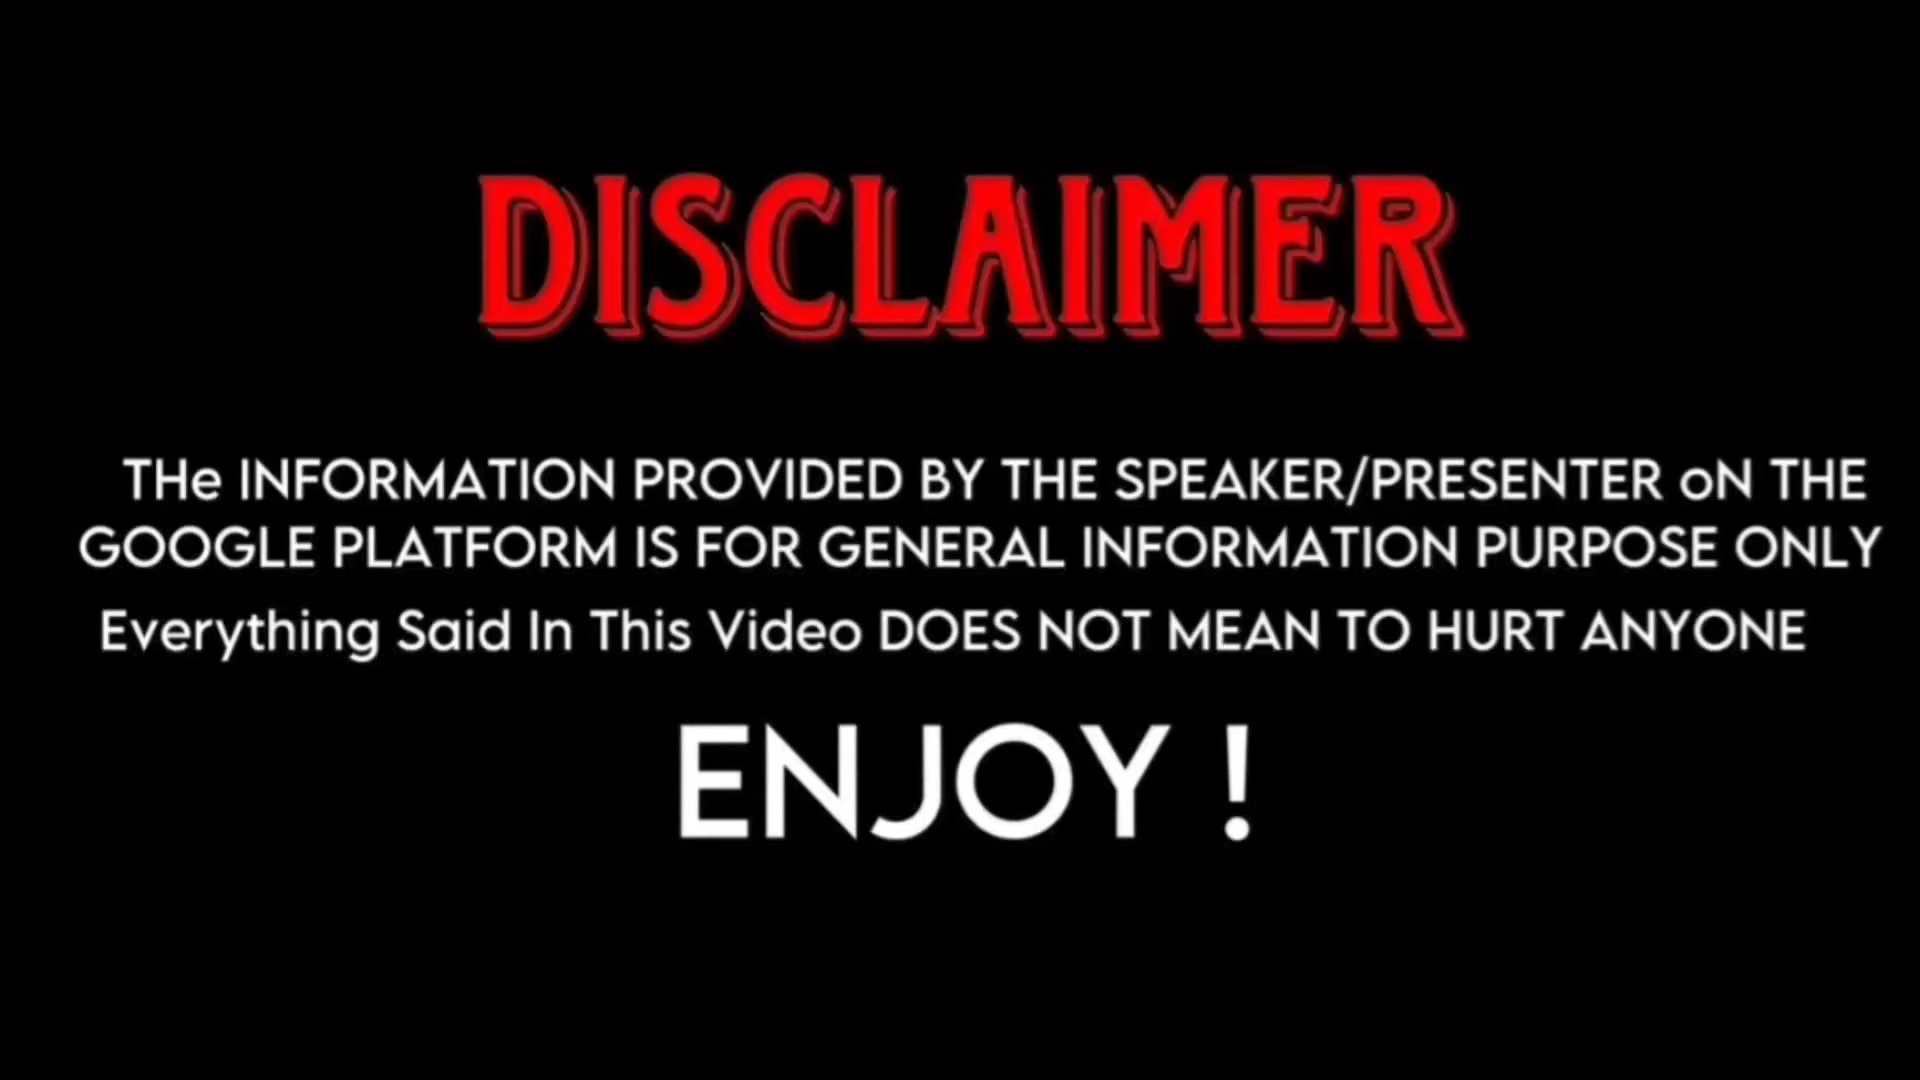 DISCLAIMER
THe INFORMATION PROVIDED BY THE SPEAKER/PRESENTER oN THE
GOOGLE PLATFORM IS FOR GENERAL INFORMATION PURPOSE ONLY
Everything Said In This Video DOES NOT MEAN TO HURT ANYONE
ENJOY !